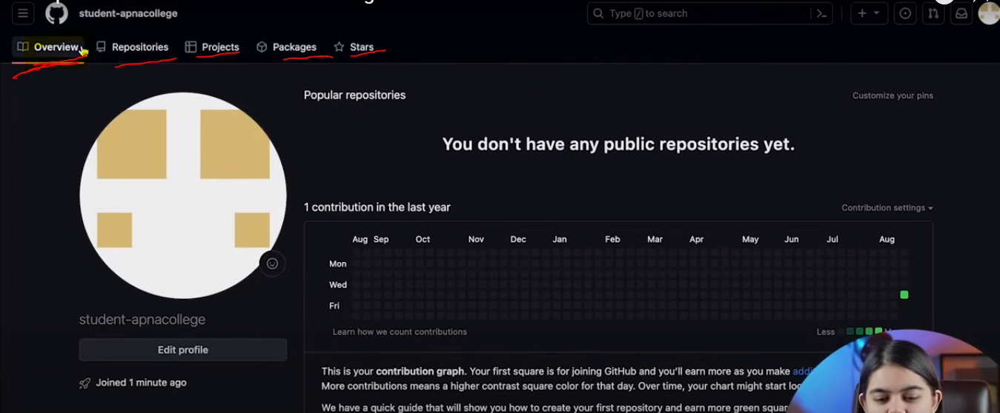 student-apnacollege
Type / to search
Overview
Repositories
Projects
Packages
Stars
Popular repositories
Customize your pins
You don't have any public repositories yet.
1 contribution in the last year
Contribution settings
Aug Sep Oct Nov Dec Jan Feb Mar Apr May Jun Jul Aug
Mon
Wed
Fri
Learn how we count contributions
Less
student-apnacollege
Edit profile
Joined 1 minute ago
This is your contribution graph. Your first square is for joining GitHub and you'll earn more as you make
More contributions means a higher contrast square color for that day. Over time, your chart might start
We have a quick guide that will show you how to create your first repository and earn more green